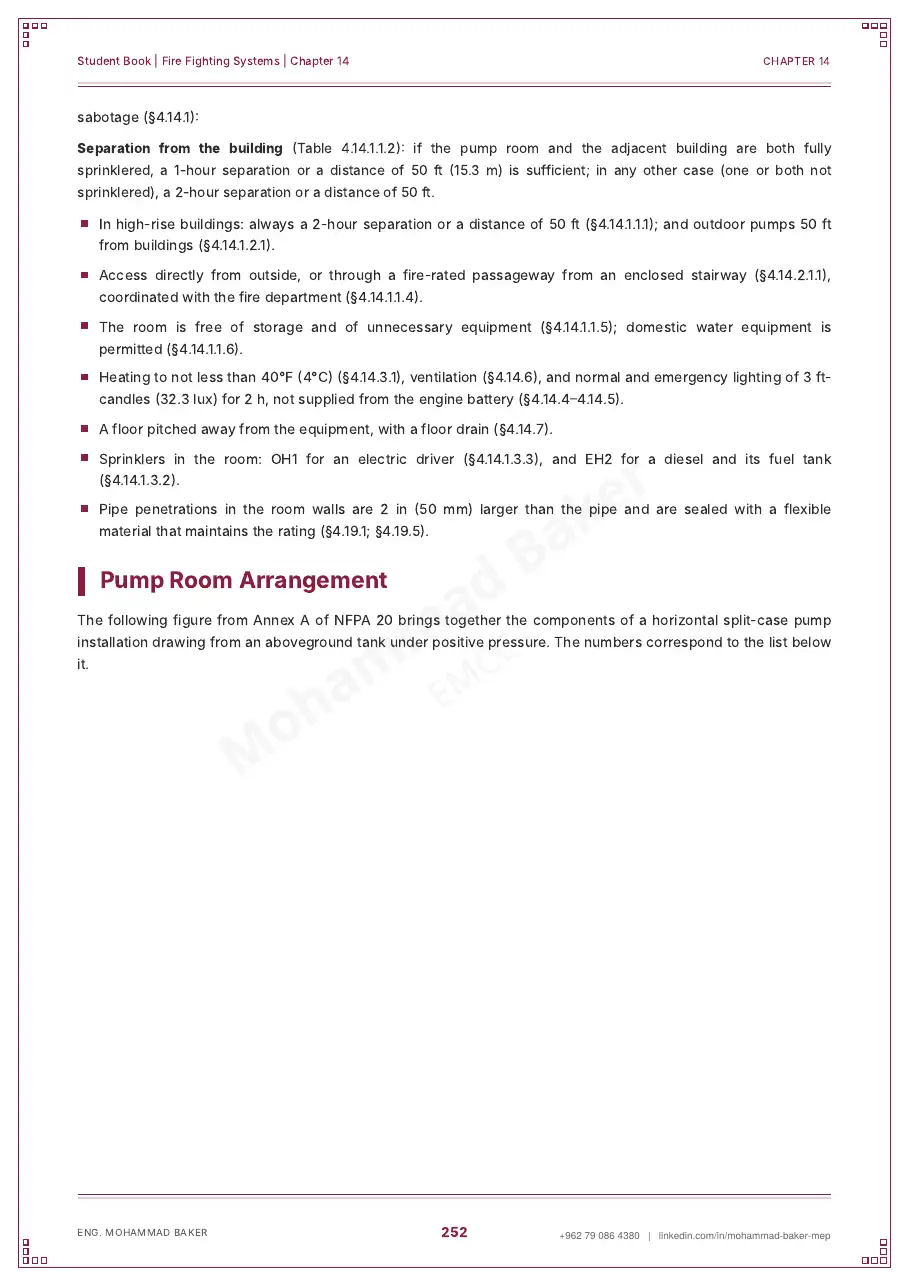 Student Book | Fire Fighting Systems | Chapter 14
CHAPTER 14
sabotage (§4.14.1):
Separation from the building (Table 4.14.1.1.2): if the pump room and the adjacent building are both fully
sprinklered, a 1-hour separation or a distance of 50 ft (15.3 m) is sufficient; in any other case (one or both not
sprinklered), a 2-hour separation or a distance of 50 ft.
■ In high-rise buildings: always a 2-hour separation or a distance of 50 ft (§4.14.1.1.1); and outdoor pumps 50 ft
from buildings (§4.14.1.2.1).
■ Access directly from outside, or through a fire-rated passageway from an enclosed stairway (§4.14.2.1.1),
coordinated with the fire department (§4.14.1.1.4).
■ The room is free of storage and of unnecessary equipment (§4.14.1.1.5); domestic water equipment is
permitted (§4.14.1.1.6).
■ Heating to not less than 40°F (4°C) (§4.14.3.1), ventilation (§4.14.6), and normal and emergency lighting of 3 ft-
candles (32.3 lux) for 2 h, not supplied from the engine battery (§4.14.4–4.14.5).
■ A floor pitched away from the equipment, with a floor drain (§4.14.7).
■ Sprinklers in the room: OH1 for an electric driver (§4.14.1.3.3), and EH2 for a diesel and its fuel tank
(§4.14.1.3.2).
■ Pipe penetrations in the room walls are 2 in (50 mm) larger than the pipe and are sealed with a flexible
material that maintains the rating (§4.19.1; §4.19.5).
Pump Room Arrangement
The following figure from Annex A of NFPA 20 brings together the components of a horizontal split-case pump
installation drawing from an aboveground tank under positive pressure. The numbers correspond to the list below
it.
Mohammad Baker
ENG. MOHAMMAD BAKER
252
+962 79 086 4380 | linkedin.com/in/mohammad-baker-mep